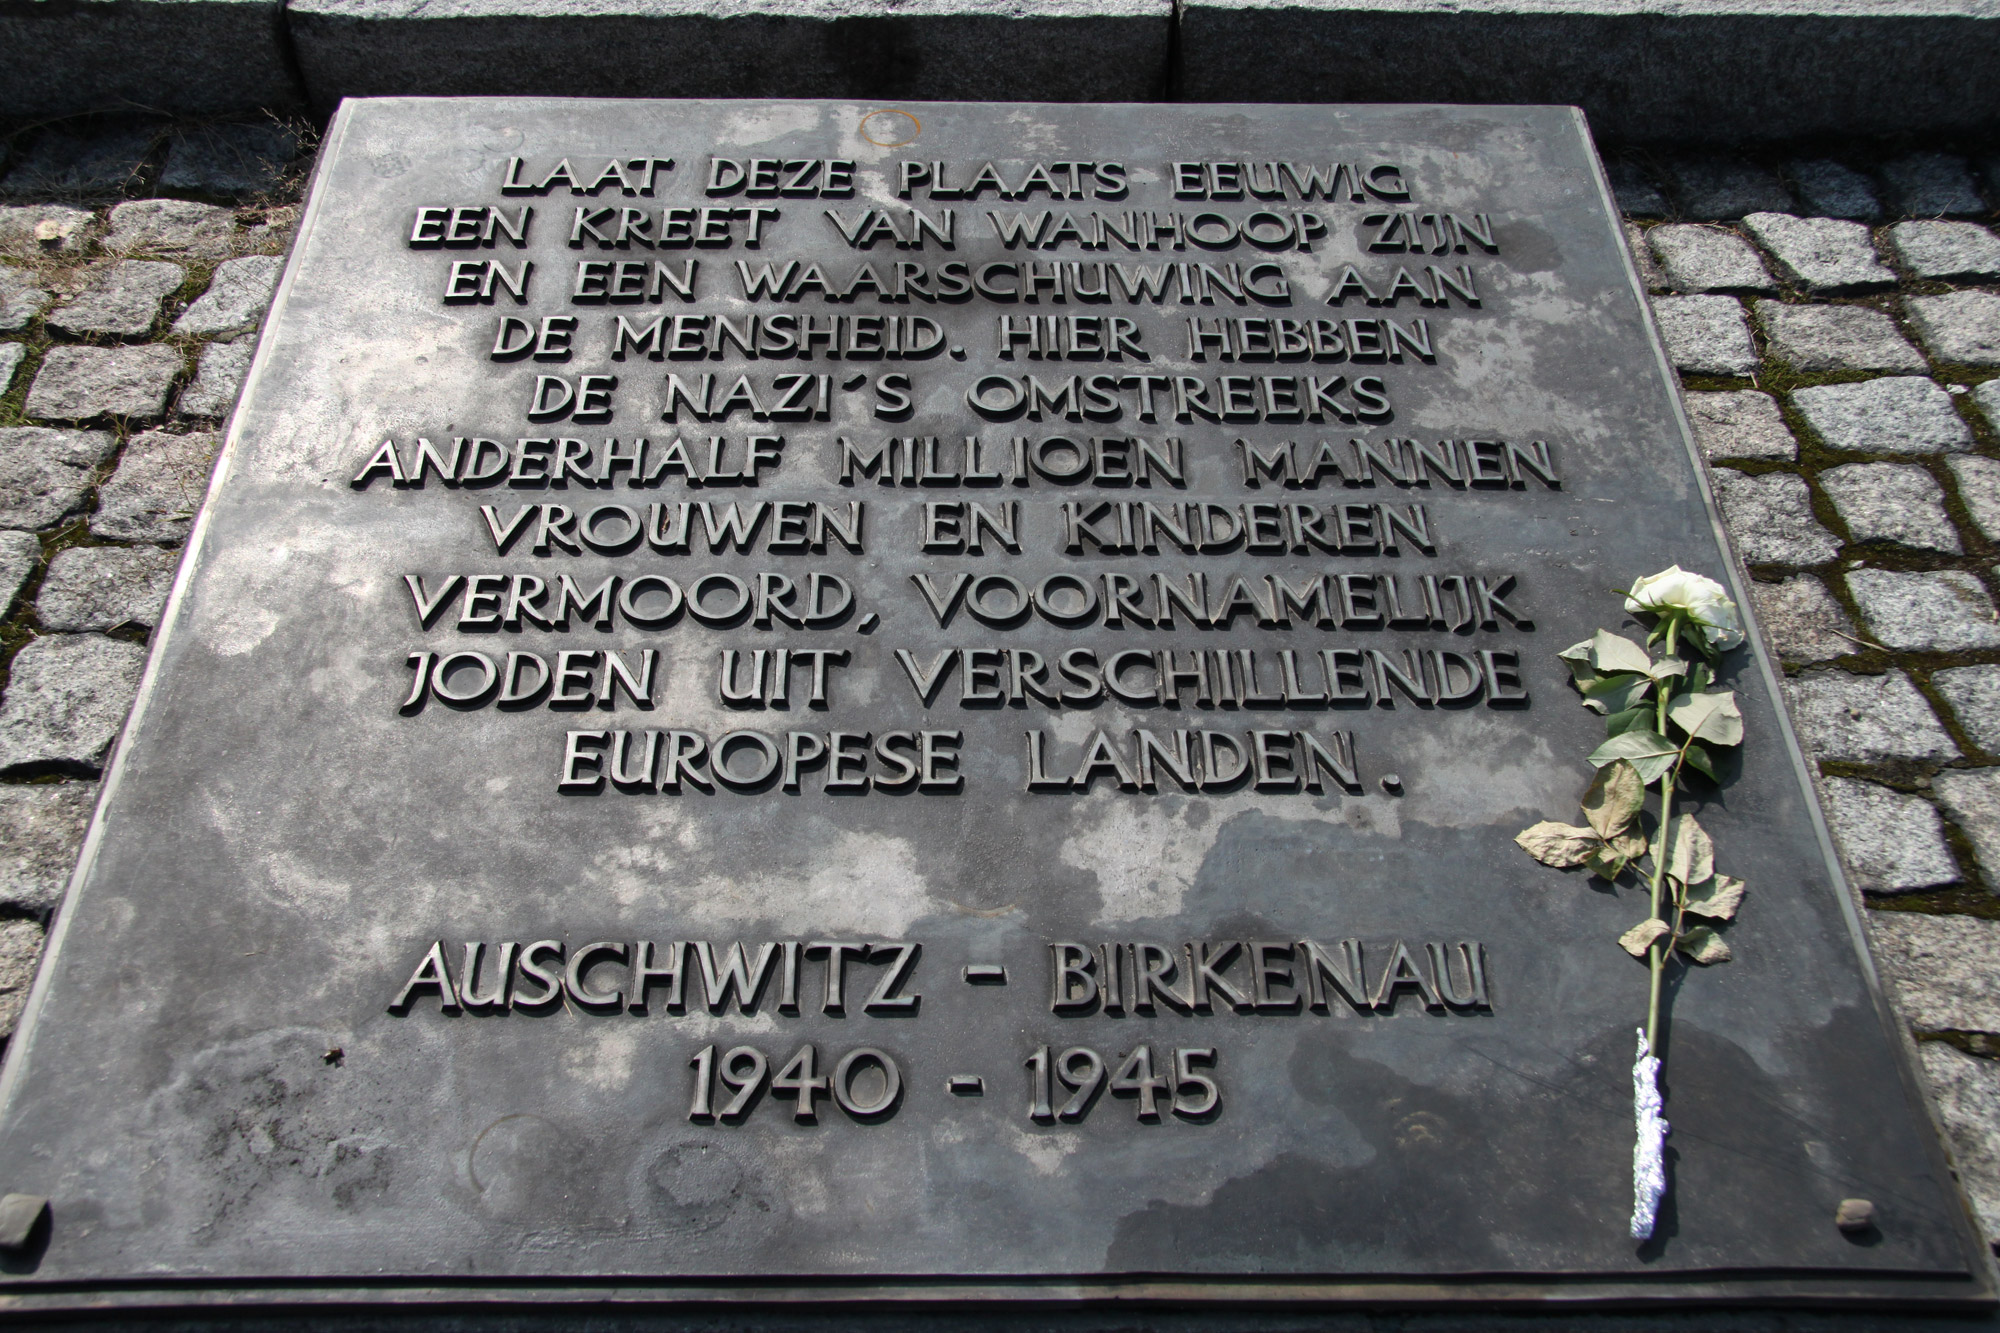 LAAT DEZE PLAATS EEUWIG
EEN KREET VAN WANHOOP ZIJN
EN EEN WAARSCHUWING AAN
DE MENSHEID. HIER HEBBEN
DE NAZI´S OMSTREEKS
ANDERHALF MILLIOEN MANNEN
VROUWEN EN KINDEREN
VERMOORD, VOORNAMELIJK
JODEN UIT VERSCHILLENDE
EUROPESE LANDEN.
AUSCHWITZ - BIRKENAU
1940 - 1945